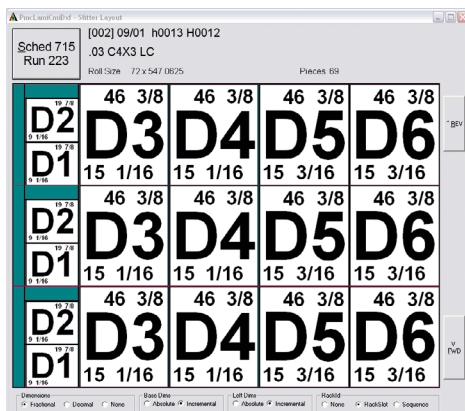 PmcLamiCmiDxf - Slitter Layout
Sched 715
Run 223
[002] 09/01 h0013 H0012
.03 C4X3 LC
Roll Size 72 x 547.0625 Pieces 69
19 7/8 46 3/8 46 3/8 46 3/8 46 3/8
D2 D3 D4 D5 D6
9 1/16
19 7/8
D1
9 1/16 15 1/16 15 1/16 15 3/16 15 3/16
19 7/8 46 3/8 46 3/8 46 3/8 46 3/8
D2 D3 D4 D5 D6
9 1/16
19 7/8
D1
9 1/16 15 1/16 15 1/16 15 3/16 15 3/16
19 7/8 46 3/8 46 3/8 46 3/8 46 3/8
D2 D3 D4 D5 D6
9 1/16
19 7/8
D1
9 1/16 15 1/16 15 1/16 15 3/16 15 3/16
^ REV
v FWD
Dimensions Base Dims Left Dims RackId
Fractional Decimal None Absolute Incremental Absolute Incremental None RackSlot Sequence